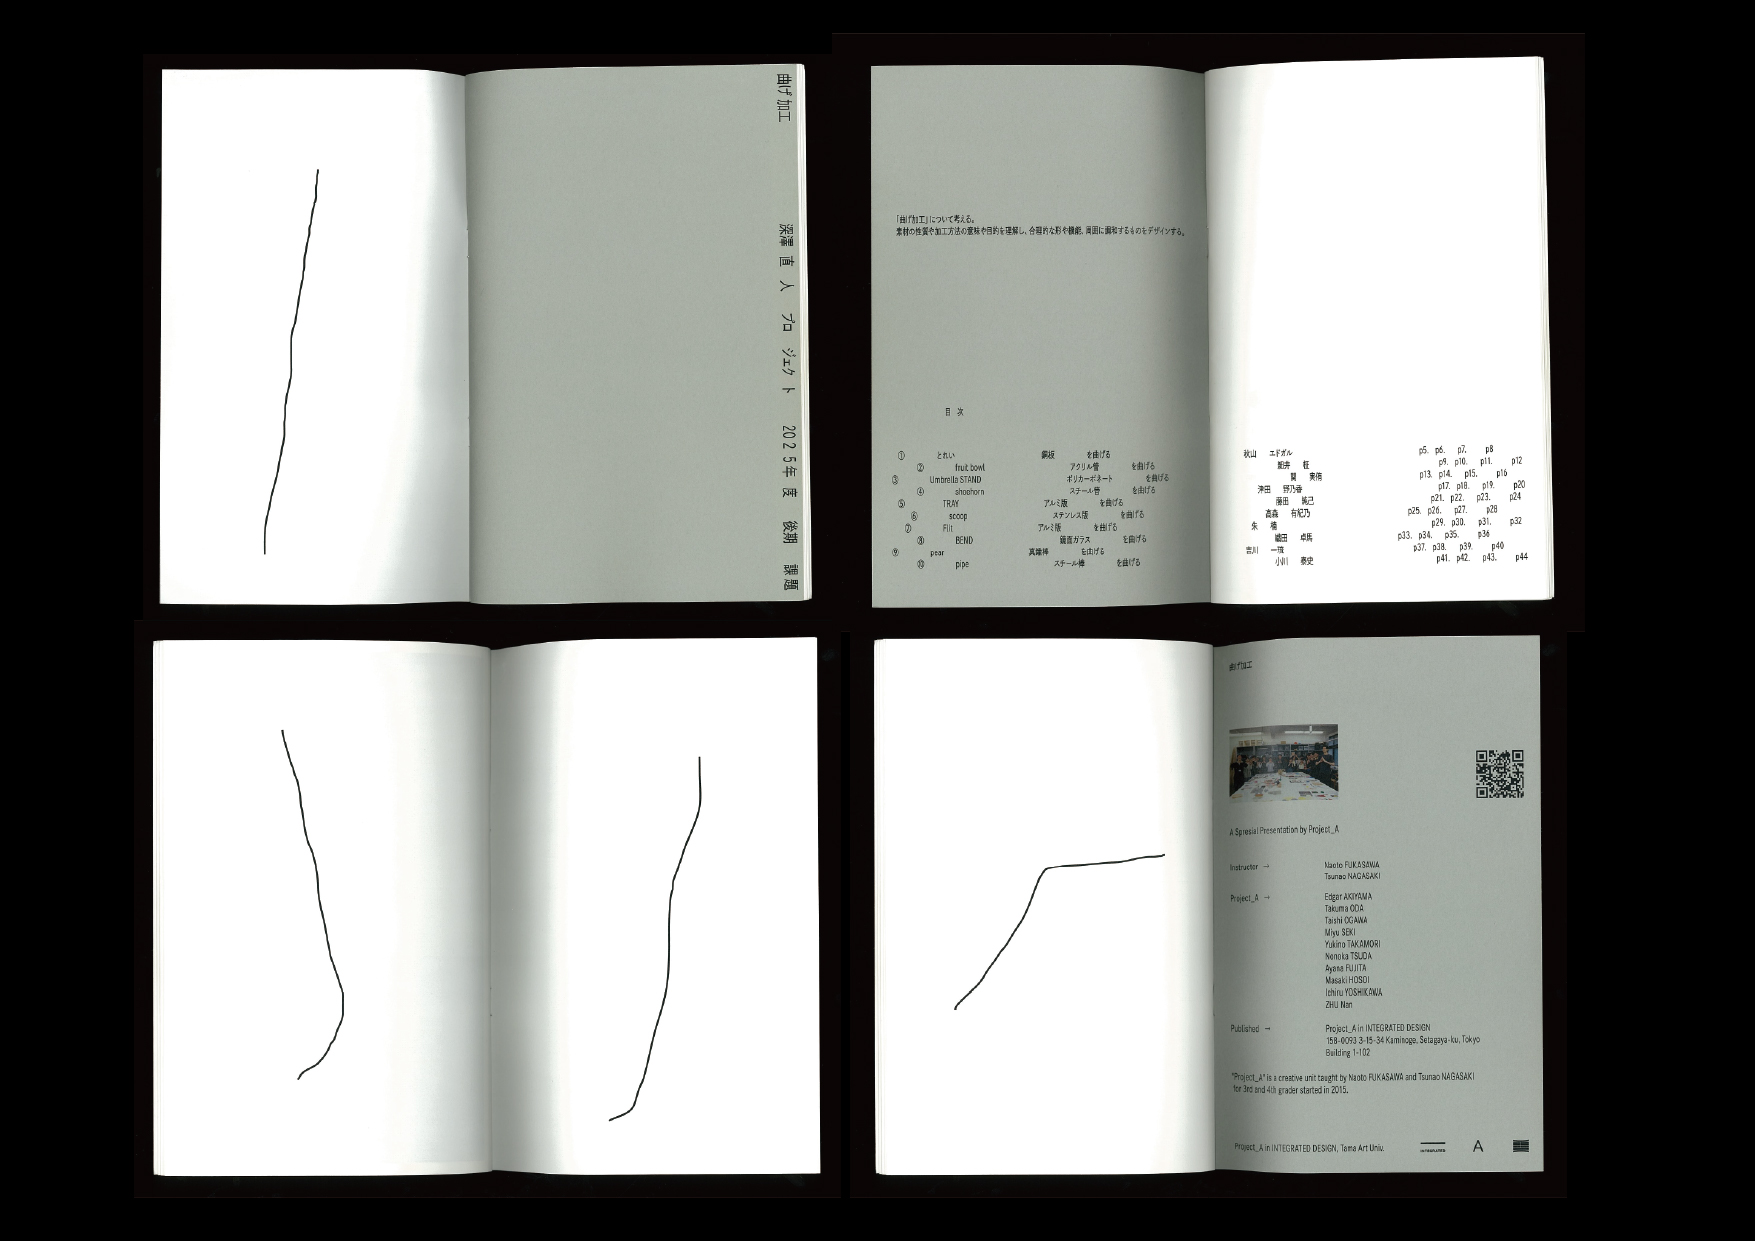 曲げ加工 深澤直人 プロジェクト 2025年度 後期 課題
「曲げ加工」について考える。
素材の性質や加工方法の意味や目的を理解し、合理的な形や機能、周囲に調和するものをデザインする。
目 次
① とれい 銅板 を曲げる 秋山 エドガル p5. p6. p7. p8
② fruit bowl アクリル管 を曲げる 細井 柾 p9. p10. p11. p12
③ Umbrella STAND ポリカーボネート を曲げる 関 実侑 p13. p14. p15. p16
④ shoehorn スチール管 を曲げる 津田 野乃香 p17. p18. p19. p20
⑤ TRAY アルミ版 を曲げる 藤田 p21. p22. p23. p24
⑥ scoop ステンレス版 を曲げる 高森 有紀乃 p25. p26. p27. p28
⑦ アルミ版 を曲げる 朱 楠 p29. p30. p31. p32
⑧ BEND 鏡面ガラス を曲げる 織田 卓馬 p33. p34. p35. p36
⑨ pear 真鍮棒 を曲げる 吉川 一琉 p37. p38. p39. p40
⑩ pipe スチール棒 を曲げる 小川 泰史 p41. p42. p43. p44
曲げ加工
A Spresial Presentation by Project_A
Instructor → Naoto FUKASAWA
Tsunao NAGASAKI
Project_A → Edgar AKIYAMA
Takuma ODA
Taishi OGAWA
Miyu SEKI
Yukino TAKAMORI
Nonoka TSUDA
Ayana FUJITA
Masaki HOSOI
Ichiru YOSHIKAWA
ZHU Nan
Published → Project_A in INTEGRATED DESIGN
158-0093 3-15-34 Kaminoge, Setagaya-ku, Tokyo
Building 1-102
"Project_A" is a creative unit taught by Naoto FUKASAWA and Tsunao NAGASAKI
for 3rd and 4th grader started in 2015.
Project_A in INTEGRATED DESIGN, Tama Art Univ.
INTEGRATED
A